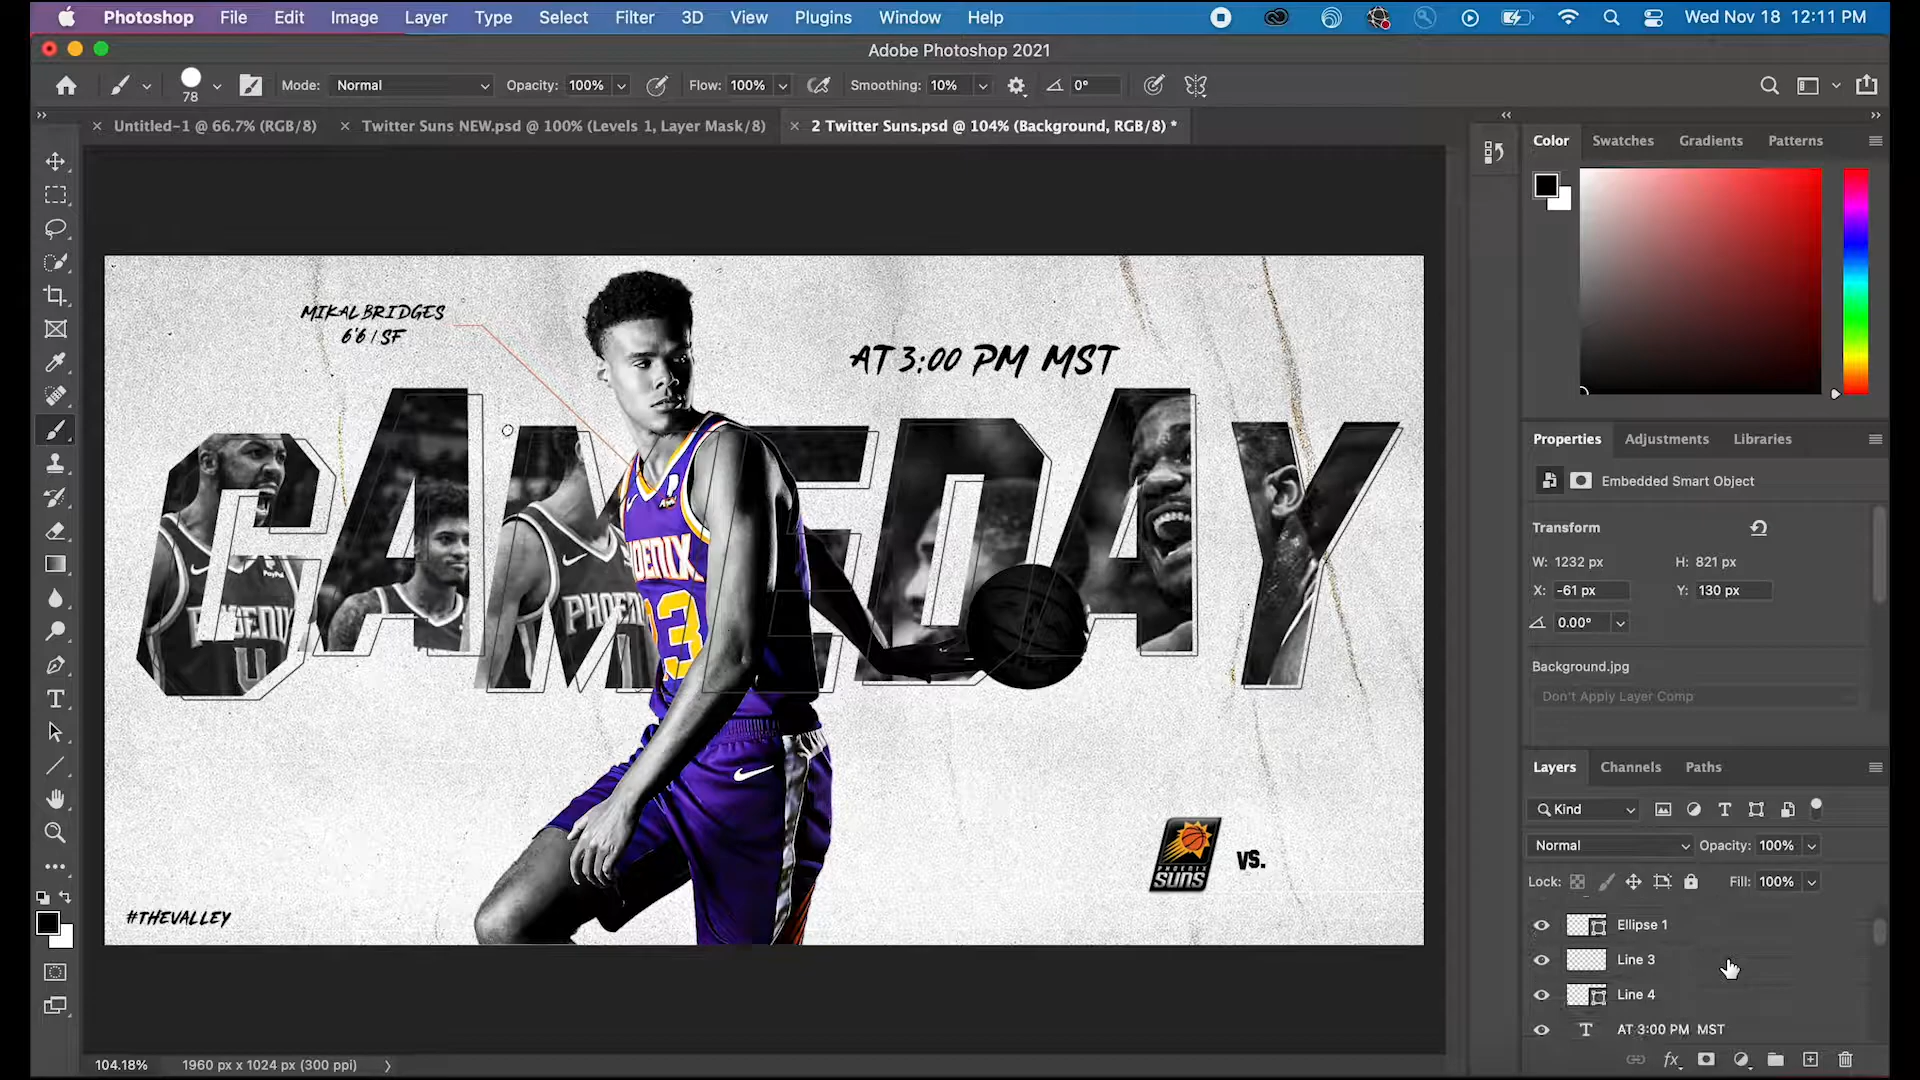 Photoshop File Edit Image Layer Type Select Filter 3D View Plugins Window Help Wed Nov 18 12:11 PM
Adobe Photoshop 2021
78 Mode: Normal Opacity: 100% Flow: 100% Smoothing: 10% 0°
Untitled-1 @ 66.7% (RGB/8) Twitter Suns NEW.psd @ 100% (Levels 1, Layer Mask/8) 2 Twitter Suns.psd @ 104% (Background, RGB/8) *
Color Swatches Gradients Patterns
MIKAL BRIDGES
6'6 / SF
AT 3:00 PM MST
GAMEDAY
PayPal
PHOENIX
PHOENIX
13
PHOENIX
SUNS
VS.
#THEVALLEY
Properties Adjustments Libraries
Embedded Smart Object
Transform
W: 1232 px H: 821 px
X: -61 px Y: 130 px
0.00°
Background.jpg
Don't Apply Layer Comp
Layers Channels Paths
Kind
Normal Opacity: 100%
Lock: Fill: 100%
Ellipse 1
Line 3
Line 4
AT 3:00 PM MST
fx
104.18% 1960 px x 1024 px (300 ppi)